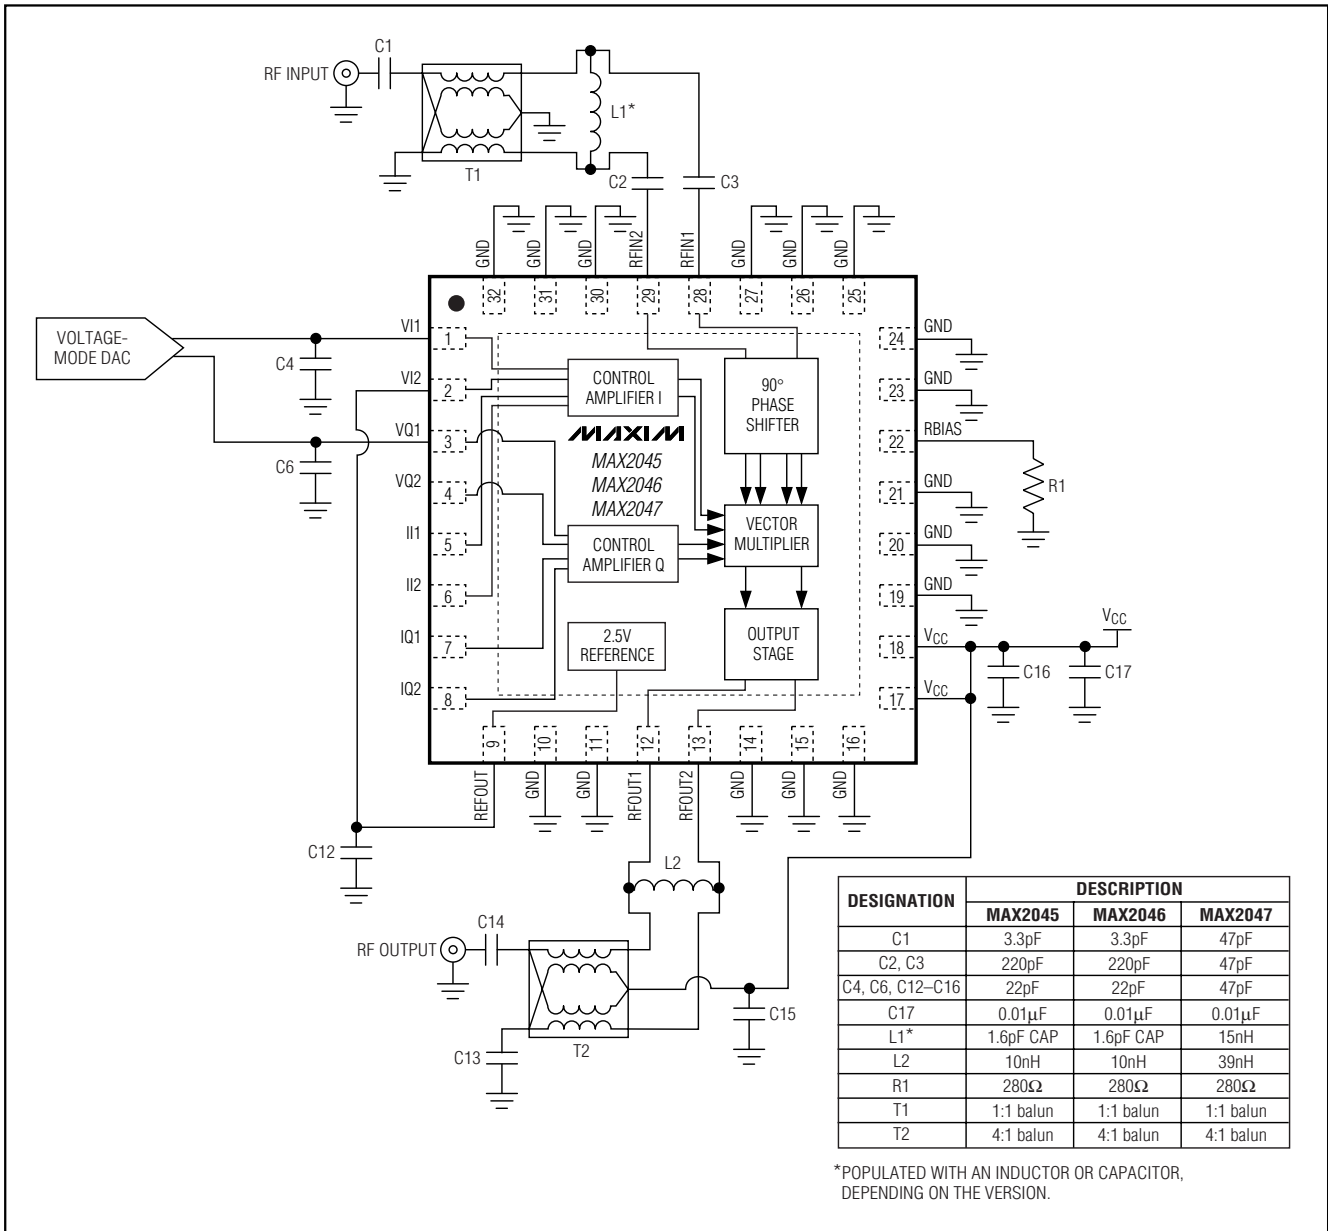 C1
RF INPUT
L1*
T1
C2
C3
GND
GND
GND
RFIN2
RFIN1
GND
GND
GND
32
31
30
29
28
27
26
25
VOLTAGE-
MODE DAC
C4
C6
VI1
1
VI2
2
VQ1
3
VQ2
4
II1
5
II2
6
IQ1
7
IQ2
8
CONTROL
AMPLIFIER I
MAXIM
MAX2045
MAX2046
MAX2047
CONTROL
AMPLIFIER Q
2.5V
REFERENCE
90°
PHASE
SHIFTER
VECTOR
MULTIPLIER
OUTPUT
STAGE
24
GND
23
GND
22
RBIAS
R1
21
GND
20
GND
19
GND
18
VCC
VCC
17
VCC
C16
C17
9
10
11
12
13
14
15
16
REFOUT
GND
GND
RFOUT1
RFOUT2
GND
GND
GND
C12
L2
C14
RF OUTPUT
T2
C13
C15
DESIGNATION DESCRIPTION
MAX2045 MAX2046 MAX2047
C1 3.3pF 3.3pF 47pF
C2, C3 220pF 220pF 47pF
C4, C6, C12–C16 22pF 22pF 47pF
C17 0.01µF 0.01µF 0.01µF
L1* 1.6pF CAP 1.6pF CAP 15nH
L2 10nH 10nH 39nH
R1 280Ω 280Ω 280Ω
T1 1:1 balun 1:1 balun 1:1 balun
T2 4:1 balun 4:1 balun 4:1 balun
*POPULATED WITH AN INDUCTOR OR CAPACITOR,
DEPENDING ON THE VERSION.